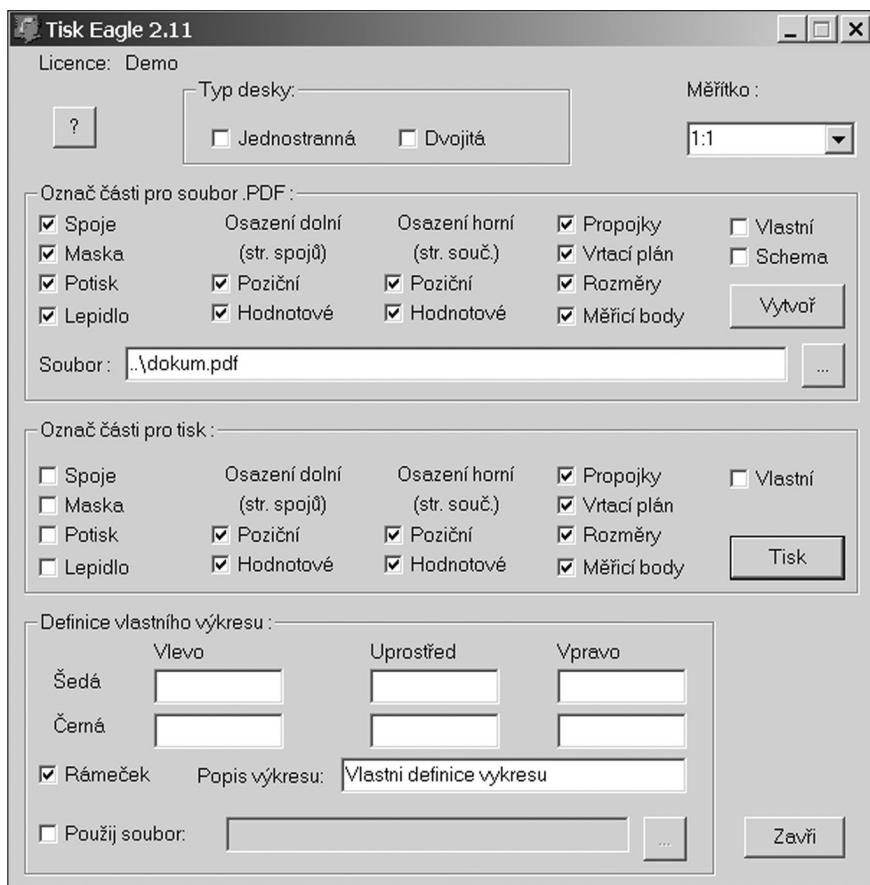 Tisk Eagle 2.11
Licence: Demo
Typ desky: Měřítko :
?
Jednostranná Dvojitá 1:1
Označ části pro soubor .PDF :
Spoje Osazení dolní Osazení horní Propojky Vlastní
Maska (str. spojů) (str. souč.) Vrtací plán Schema
Potisk Poziční Poziční Rozměry
Lepidlo Hodnotové Hodnotové Měřicí body Vytvoř
Soubor : ..\dokum.pdf ...
Označ části pro tisk :
Spoje Osazení dolní Osazení horní Propojky Vlastní
Maska (str. spojů) (str. souč.) Vrtací plán
Potisk Poziční Poziční Rozměry
Lepidlo Hodnotové Hodnotové Měřicí body Tisk
Definice vlastního výkresu :
Vlevo Uprostřed Vpravo
Šedá
Černá
Rámeček Popis výkresu: Vlastni definice vykresu
Použij soubor: ... Zavři